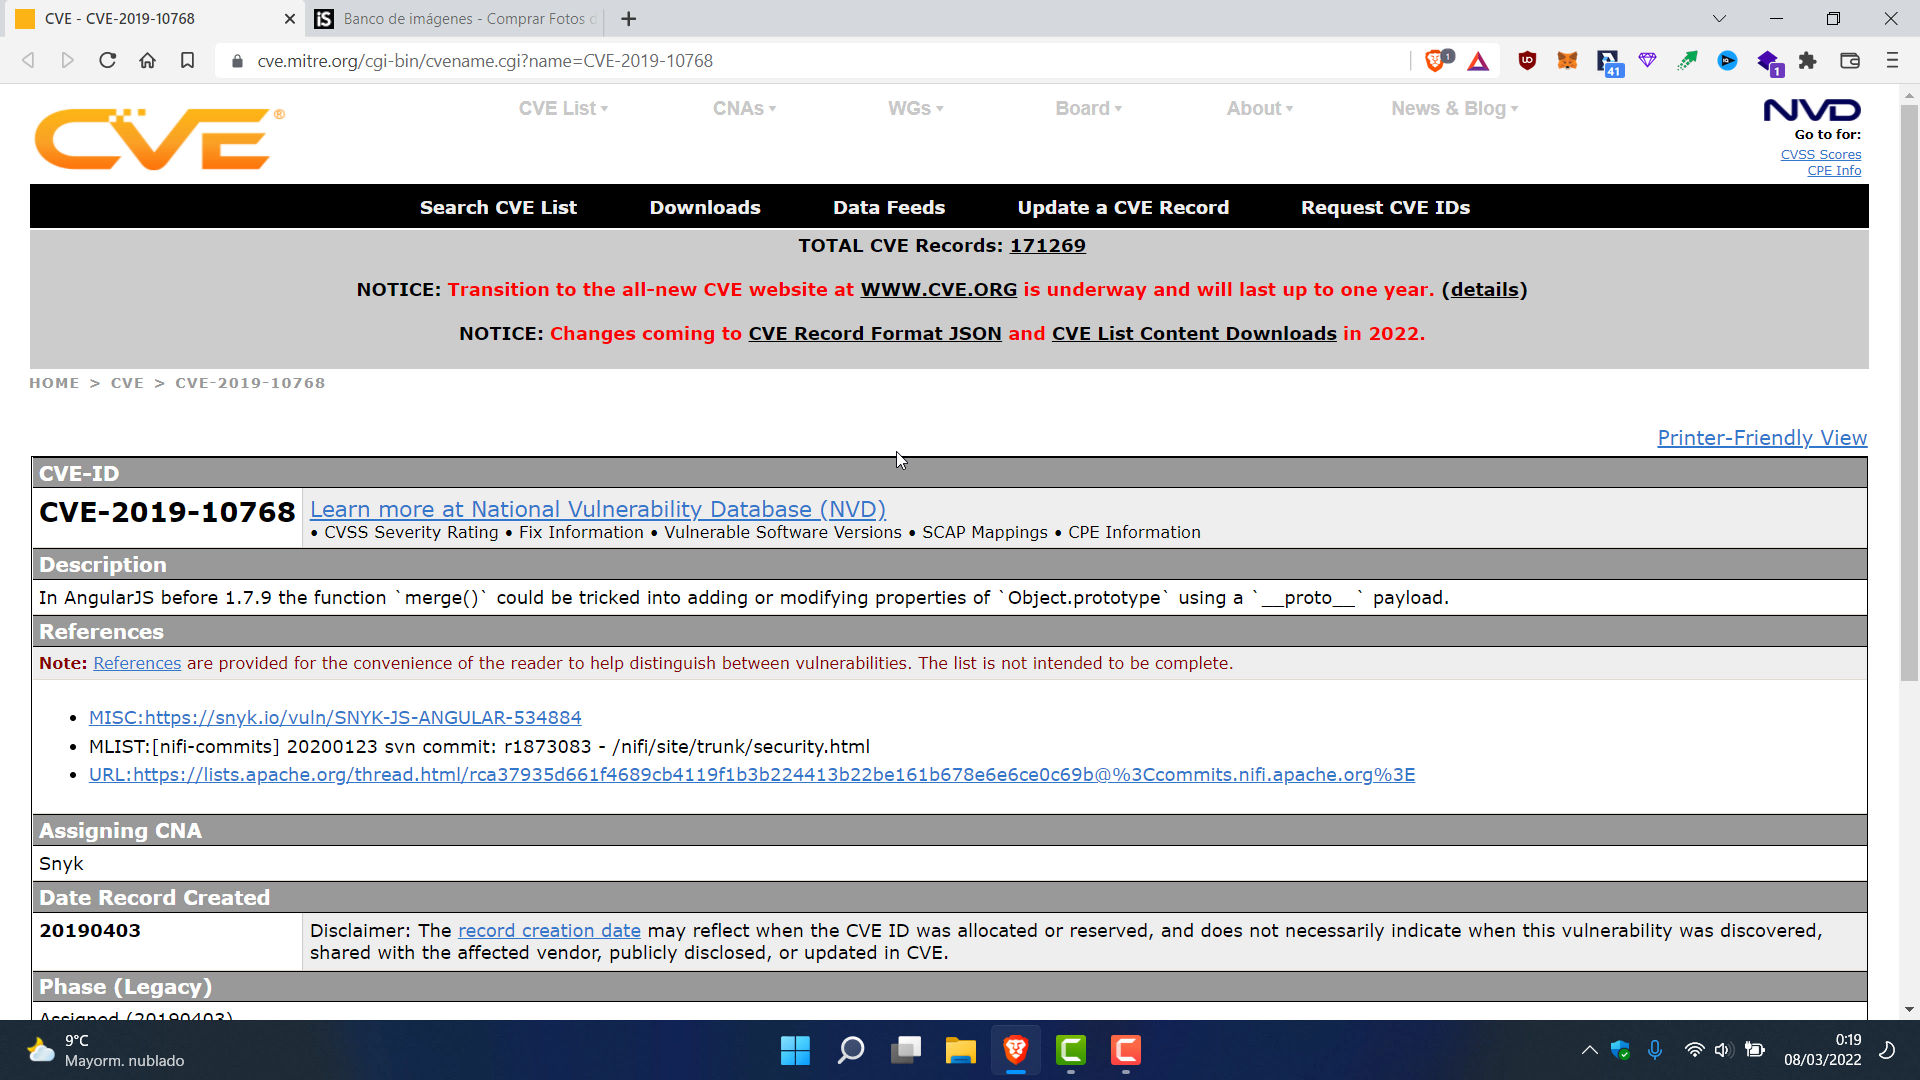 CVE - CVE-2019-10768
Banco de imágenes - Comprar Fotos d
cve.mitre.org/cgi-bin/cvename.cgi?name=CVE-2019-10768
1
41
1
CVE®
CVE List
CNAs
WGs
Board
About
News & Blog
NVD
Go to for:
CVSS Scores
CPE Info
Search CVE List
Downloads
Data Feeds
Update a CVE Record
Request CVE IDs
TOTAL CVE Records: 171269
NOTICE: Transition to the all-new CVE website at WWW.CVE.ORG is underway and will last up to one year. (details)
NOTICE: Changes coming to CVE Record Format JSON and CVE List Content Downloads in 2022.
HOME > CVE > CVE-2019-10768
Printer-Friendly View
CVE-ID
CVE-2019-10768
Learn more at National Vulnerability Database (NVD)
• CVSS Severity Rating • Fix Information • Vulnerable Software Versions • SCAP Mappings • CPE Information
Description
In AngularJS before 1.7.9 the function `merge()` could be tricked into adding or modifying properties of `Object.prototype` using a `__proto__` payload.
References
Note: References are provided for the convenience of the reader to help distinguish between vulnerabilities. The list is not intended to be complete.
• MISC:https://snyk.io/vuln/SNYK-JS-ANGULAR-534884
• MLIST:[nifi-commits] 20200123 svn commit: r1873083 - /nifi/site/trunk/security.html
• URL:https://lists.apache.org/thread.html/rca37935d661f4689cb4119f1b3b224413b22be161b678e6e6ce0c69b@%3Ccommits.nifi.apache.org%3E
Assigning CNA
Snyk
Date Record Created
20190403
Disclaimer: The record creation date may reflect when the CVE ID was allocated or reserved, and does not necessarily indicate when this vulnerability was discovered,
shared with the affected vendor, publicly disclosed, or updated in CVE.
Phase (Legacy)
Assigned (20190403)
9°C
Mayorm. nublado
0:19
08/03/2022